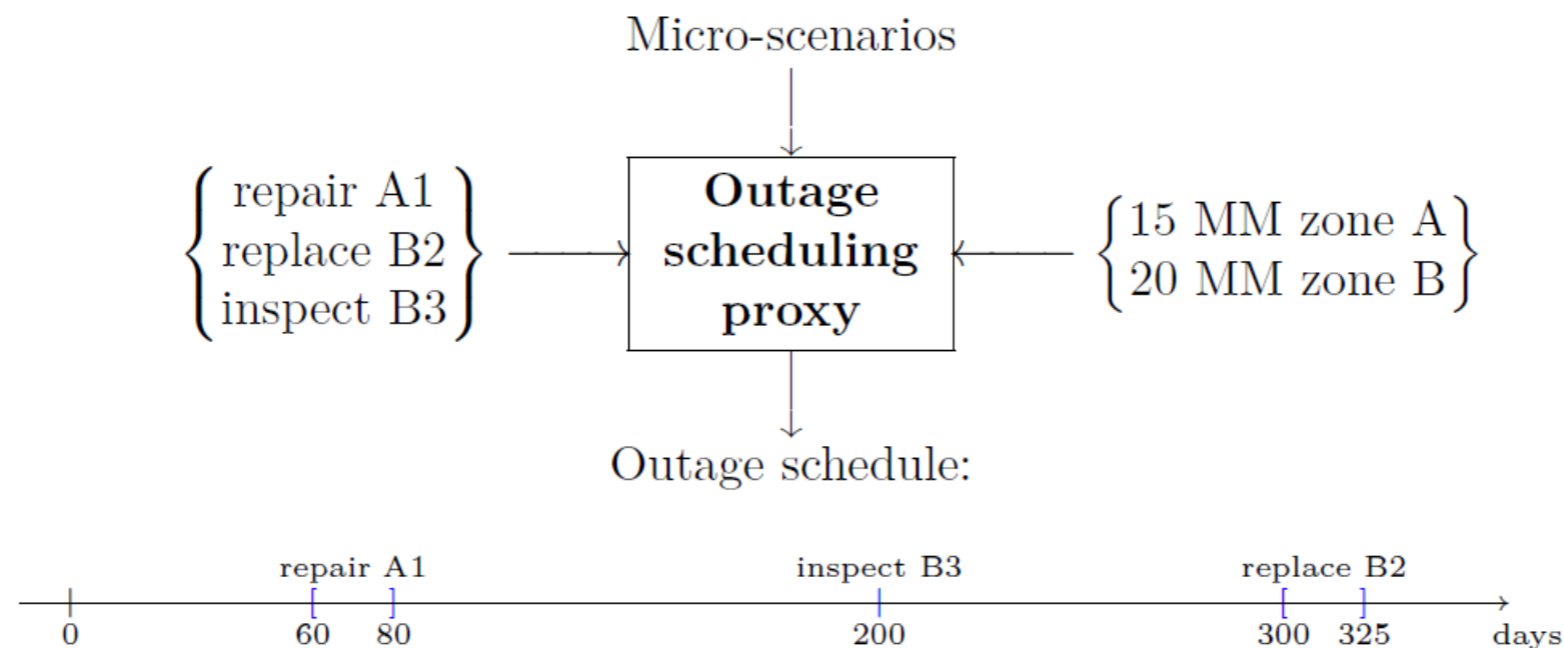 Micro-scenarios
repair A1
replace B2
inspect B3
Outage
scheduling
proxy
15 MM zone A
20 MM zone B
Outage schedule:
repair A1 inspect B3 replace B2
0 60 80 200 300 325 days